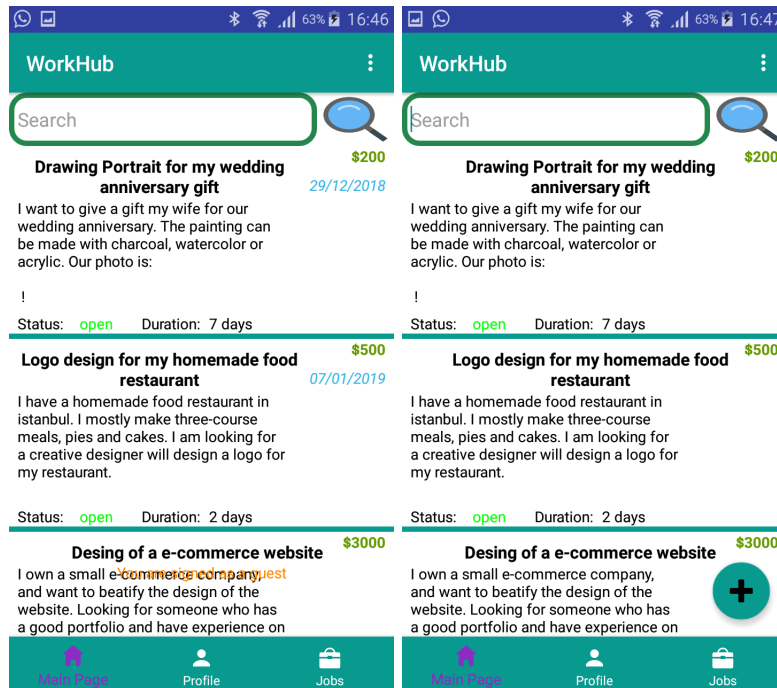 63% 16:46
WorkHub
Search
$200
Drawing Portrait for my wedding
anniversary gift
29/12/2018
I want to give a gift my wife for our
wedding anniversary. The painting can
be made with charcoal, watercolor or
acrylic. Our photo is:
!
Status: open Duration: 7 days
$500
Logo design for my homemade food
restaurant
07/01/2019
I have a homemade food restaurant in
istanbul. I mostly make three-course
meals, pies and cakes. I am looking for
a creative designer will design a logo for
my restaurant.
Status: open Duration: 2 days
$3000
Desing of a e-commerce website
I own a small e-commerce company,
You are signed as a guest
and want to beatify the design of the
website. Looking for someone who has
a good portfolio and have experience on
Main Page Profile Jobs
63% 16:47
WorkHub
Search
$200
Drawing Portrait for my wedding
anniversary gift
I want to give a gift my wife for our
wedding anniversary. The painting can
be made with charcoal, watercolor or
acrylic. Our photo is:
!
Status: open Duration: 7 days
$500
Logo design for my homemade food
restaurant
I have a homemade food restaurant in
istanbul. I mostly make three-course
meals, pies and cakes. I am looking for
a creative designer will design a logo for
my restaurant.
Status: open Duration: 2 days
$3000
Desing of a e-commerce website
I own a small e-commerce company,
and want to beatify the design of the
website. Looking for someone who has
a good portfolio and have experience on
Main Page Profile Jobs